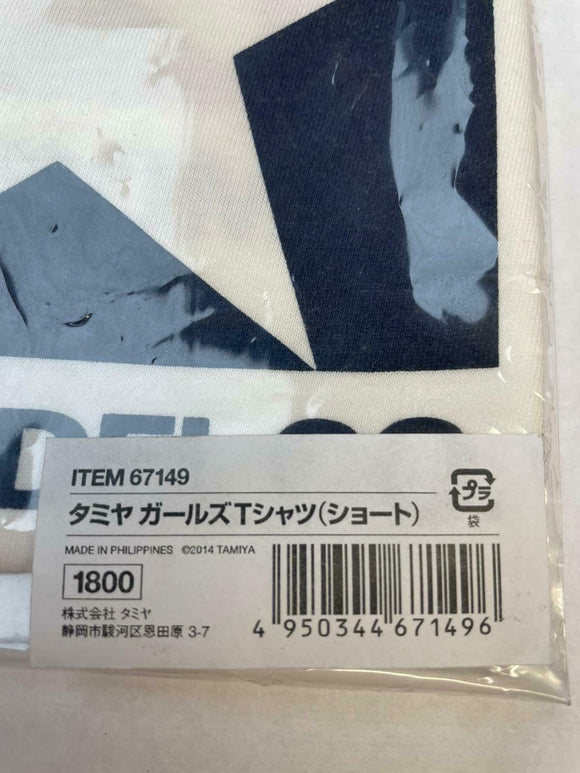 ITEM 67149
タミヤ ガールズTシャツ(ショート)
プラ
袋
MADE IN PHILIPPINES ©2014 TAMIYA
1800
株式会社 タミヤ
静岡市駿河区恩田原 3-7
4 950344 671496